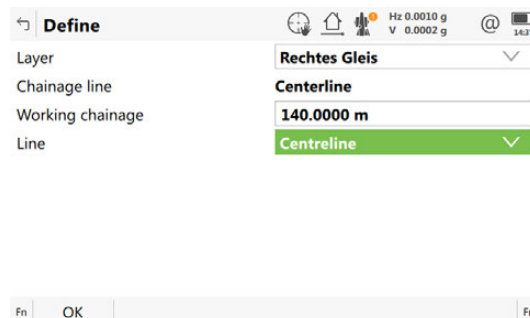 Define
Hz 0.0010 g
V 0.0002 g
@
Layer Rechtes Gleis
Chainage line Centerline
Working chainage 140.0000 m
Line Centreline
Fn OK